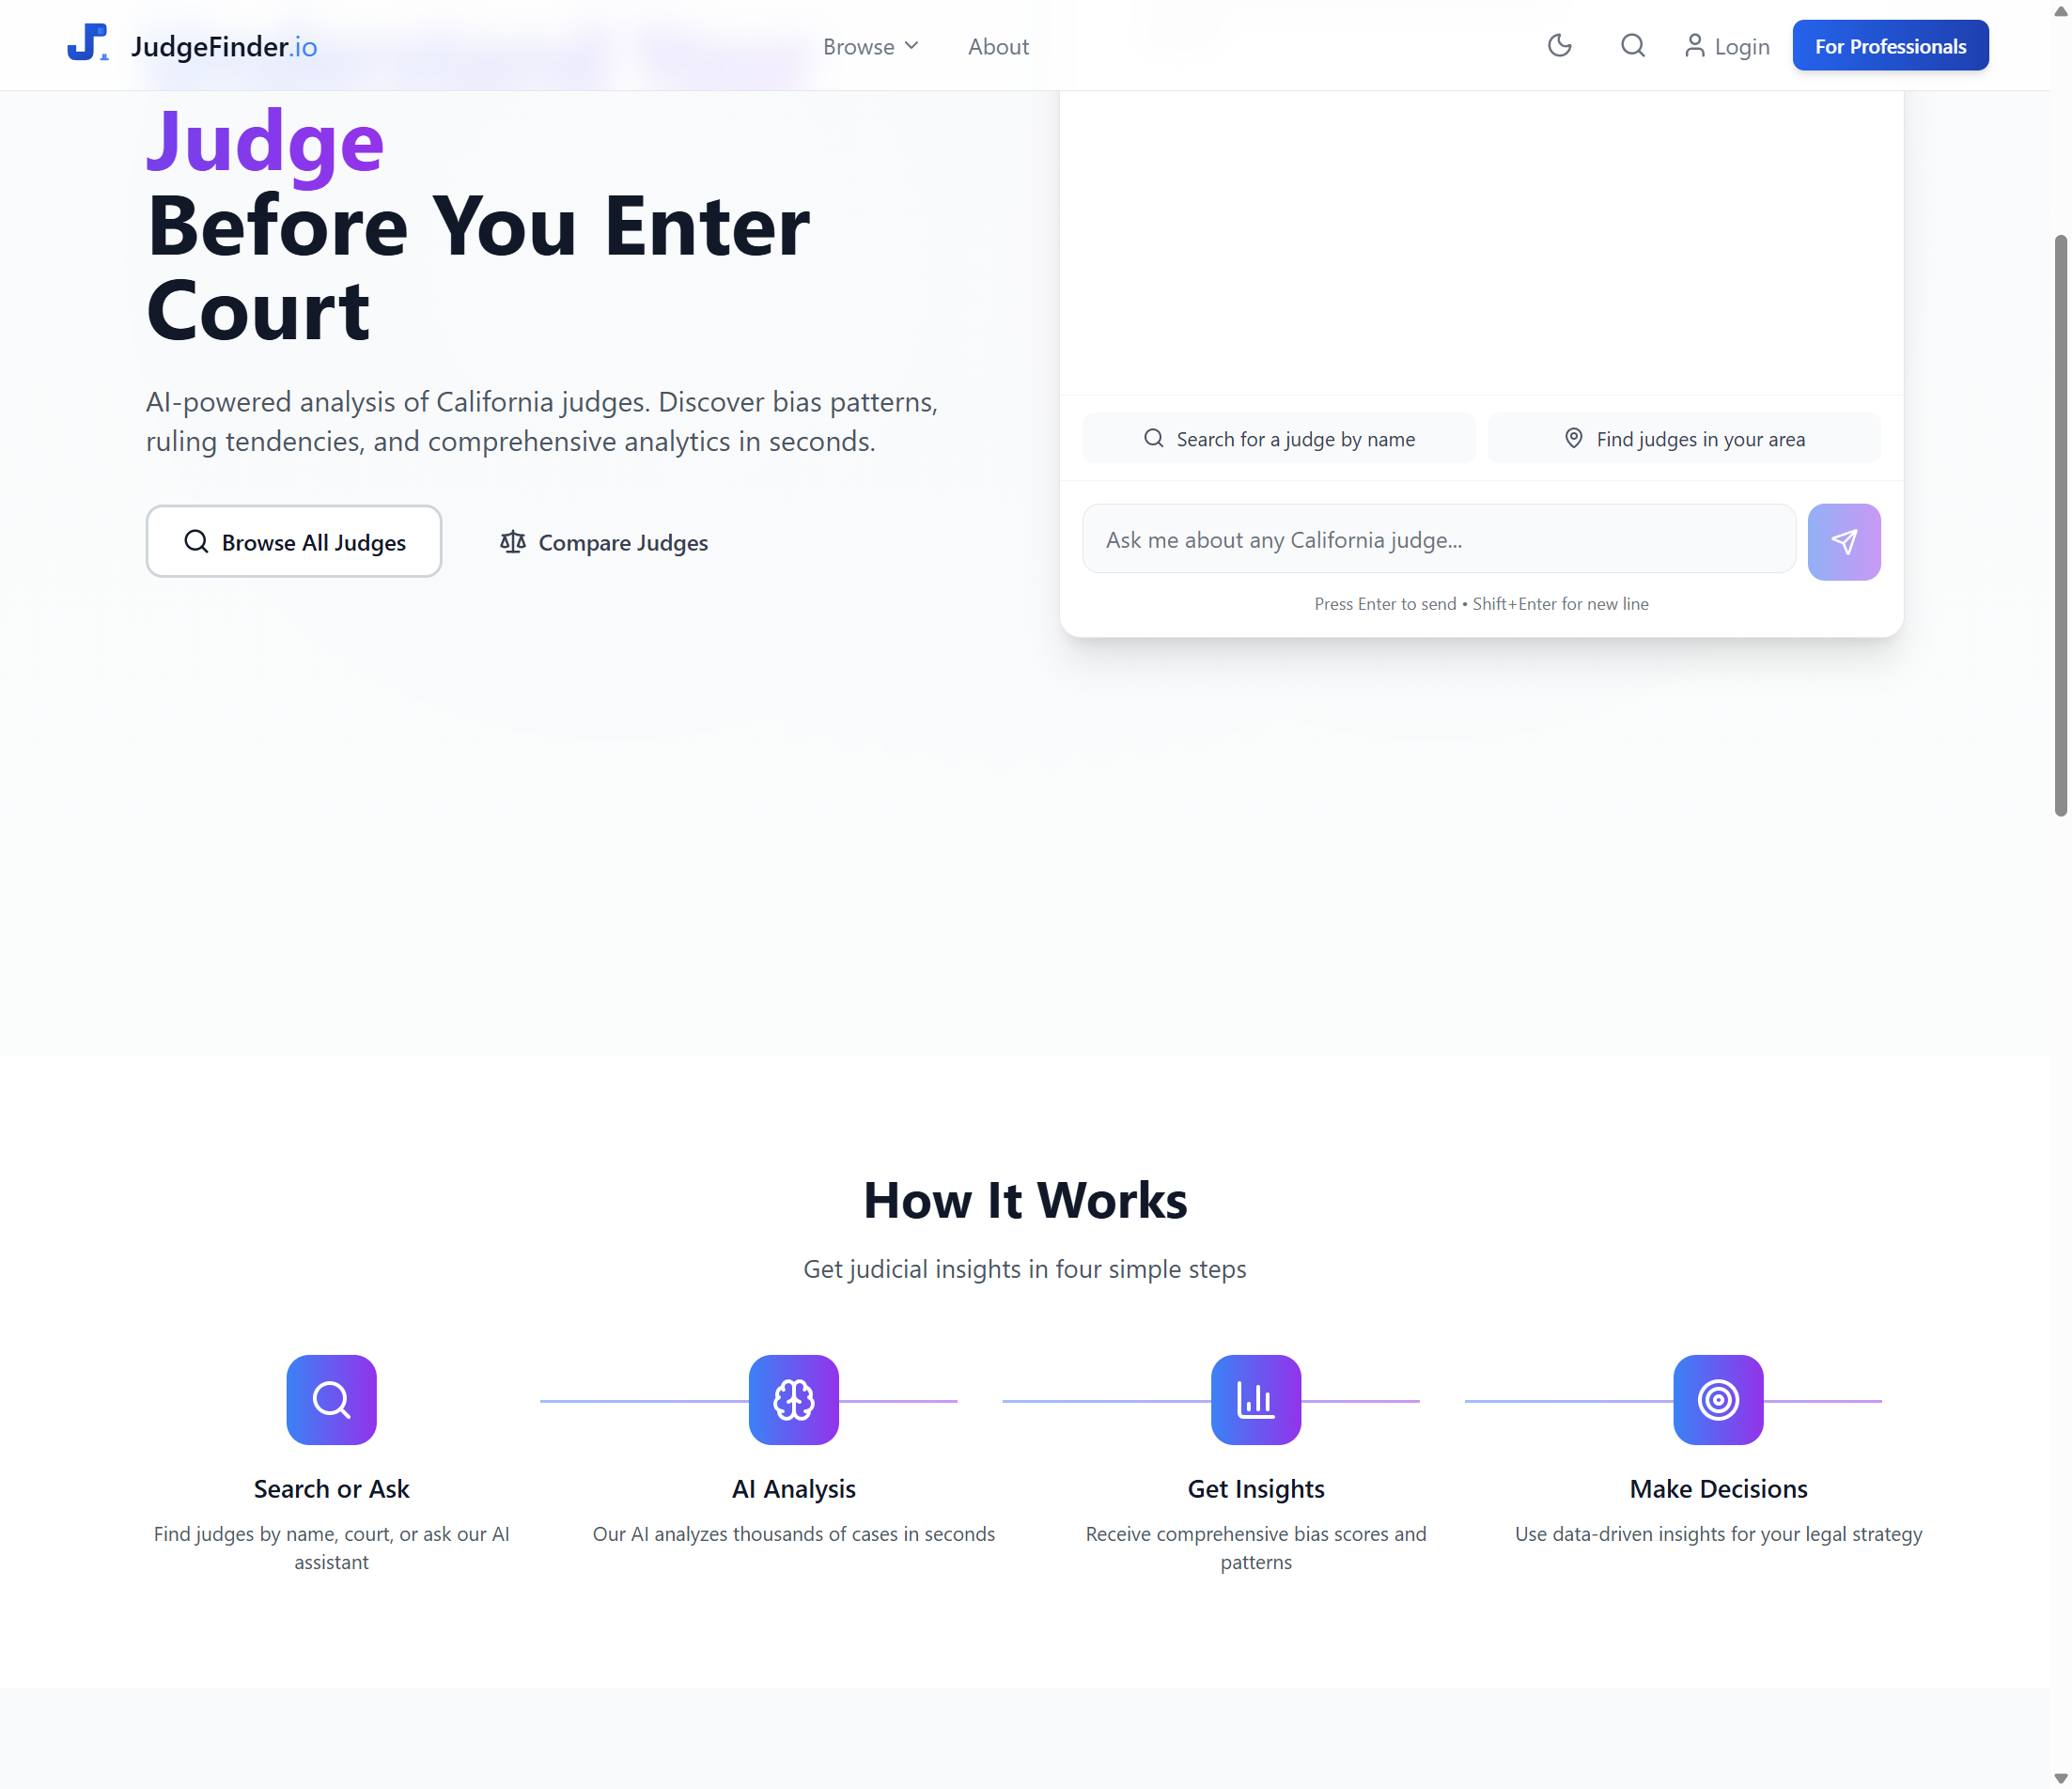 JudgeFinder.io
Browse
About
Login
For Professionals
Judge
Before You Enter
Court
AI-powered analysis of California judges. Discover bias patterns,
ruling tendencies, and comprehensive analytics in seconds.
Browse All Judges
Compare Judges
Search for a judge by name
Find judges in your area
Ask me about any California judge...
Press Enter to send • Shift+Enter for new line
How It Works
Get judicial insights in four simple steps
Search or Ask
Find judges by name, court, or ask our AI
assistant
AI Analysis
Our AI analyzes thousands of cases in seconds
Get Insights
Receive comprehensive bias scores and
patterns
Make Decisions
Use data-driven insights for your legal strategy